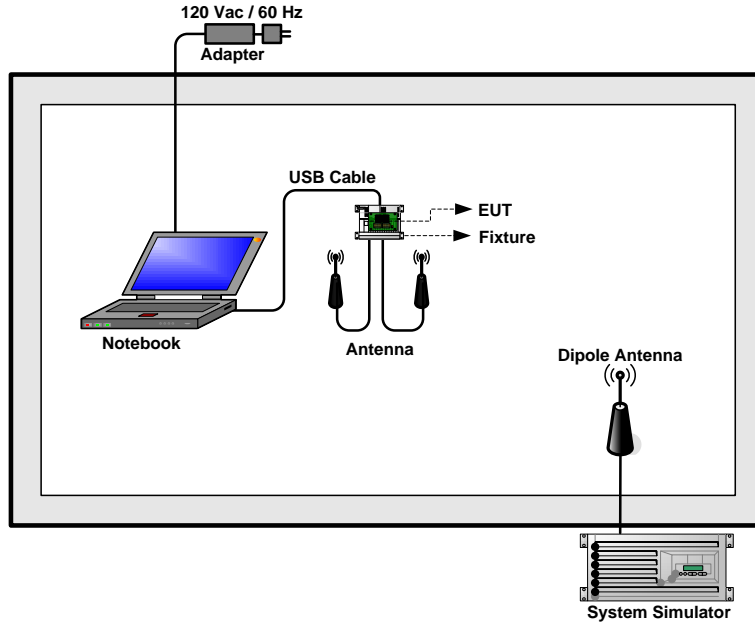 120 Vac / 60 Hz
Adapter
USB Cable
EUT
Fixture
Notebook
Antenna
Dipole Antenna
System Simulator